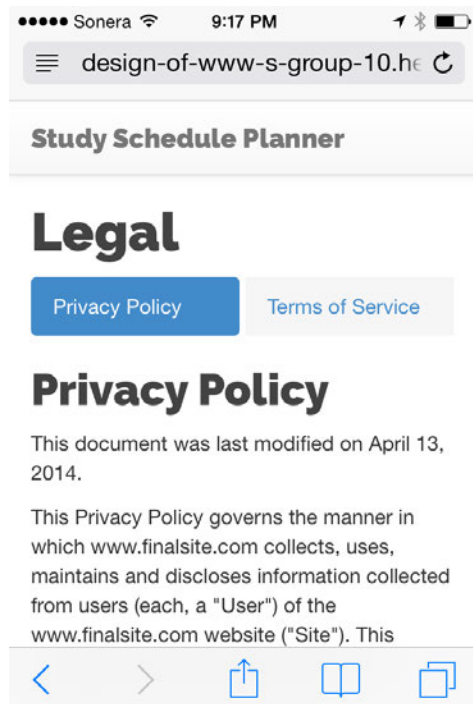 Sonera 9:17 PM
design-of-www-s-group-10.he
Study Schedule Planner
Legal
Privacy Policy Terms of Service
Privacy Policy
This document was last modified on April 13,
2014.
This Privacy Policy governs the manner in
which www.finalsite.com collects, uses,
maintains and discloses information collected
from users (each, a "User") of the
www.finalsite.com website ("Site"). This